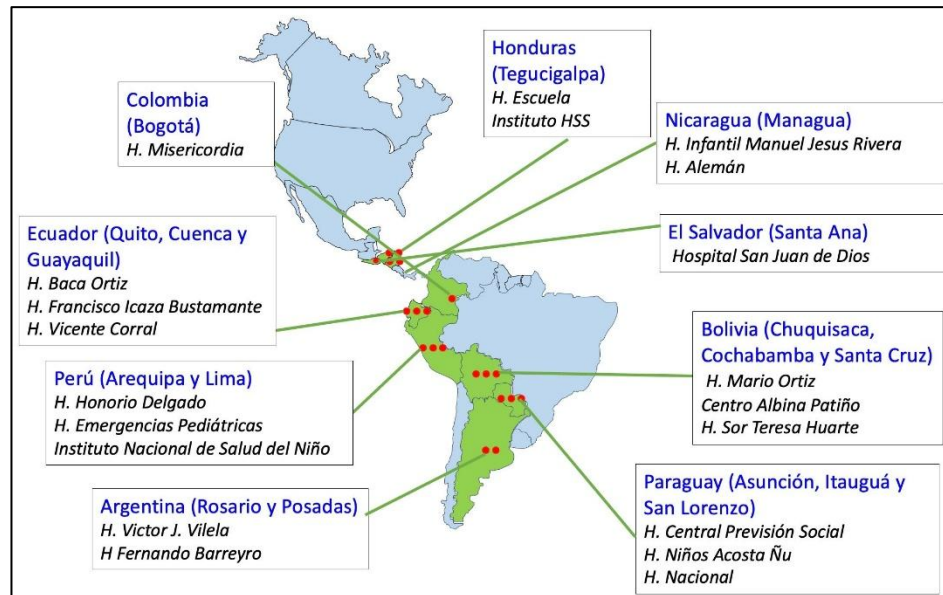 Honduras
(Tegucigalpa)
H. Escuela
Instituto HSS
Colombia
(Bogotá)
H. Misericordia
Nicaragua (Managua)
H. Infantil Manuel Jesus Rivera
H. Alemán
El Salvador (Santa Ana)
Hospital San Juan de Dios
Ecuador (Quito, Cuenca y
Guayaquil)
H. Baca Ortiz
H. Francisco Icaza Bustamante
H. Vicente Corral
Bolivia (Chuquisaca,
Cochabamba y Santa Cruz)
H. Mario Ortiz
Centro Albina Patiño
H. Sor Teresa Huarte
Perú (Arequipa y Lima)
H. Honorio Delgado
H. Emergencias Pediátricas
Instituto Nacional de Salud del Niño
Paraguay (Asunción, Itauguá y
San Lorenzo)
H. Central Previsión Social
H. Niños Acosta Ñu
H. Nacional
Argentina (Rosario y Posadas)
H. Victor J. Vilela
H Fernando Barreyro